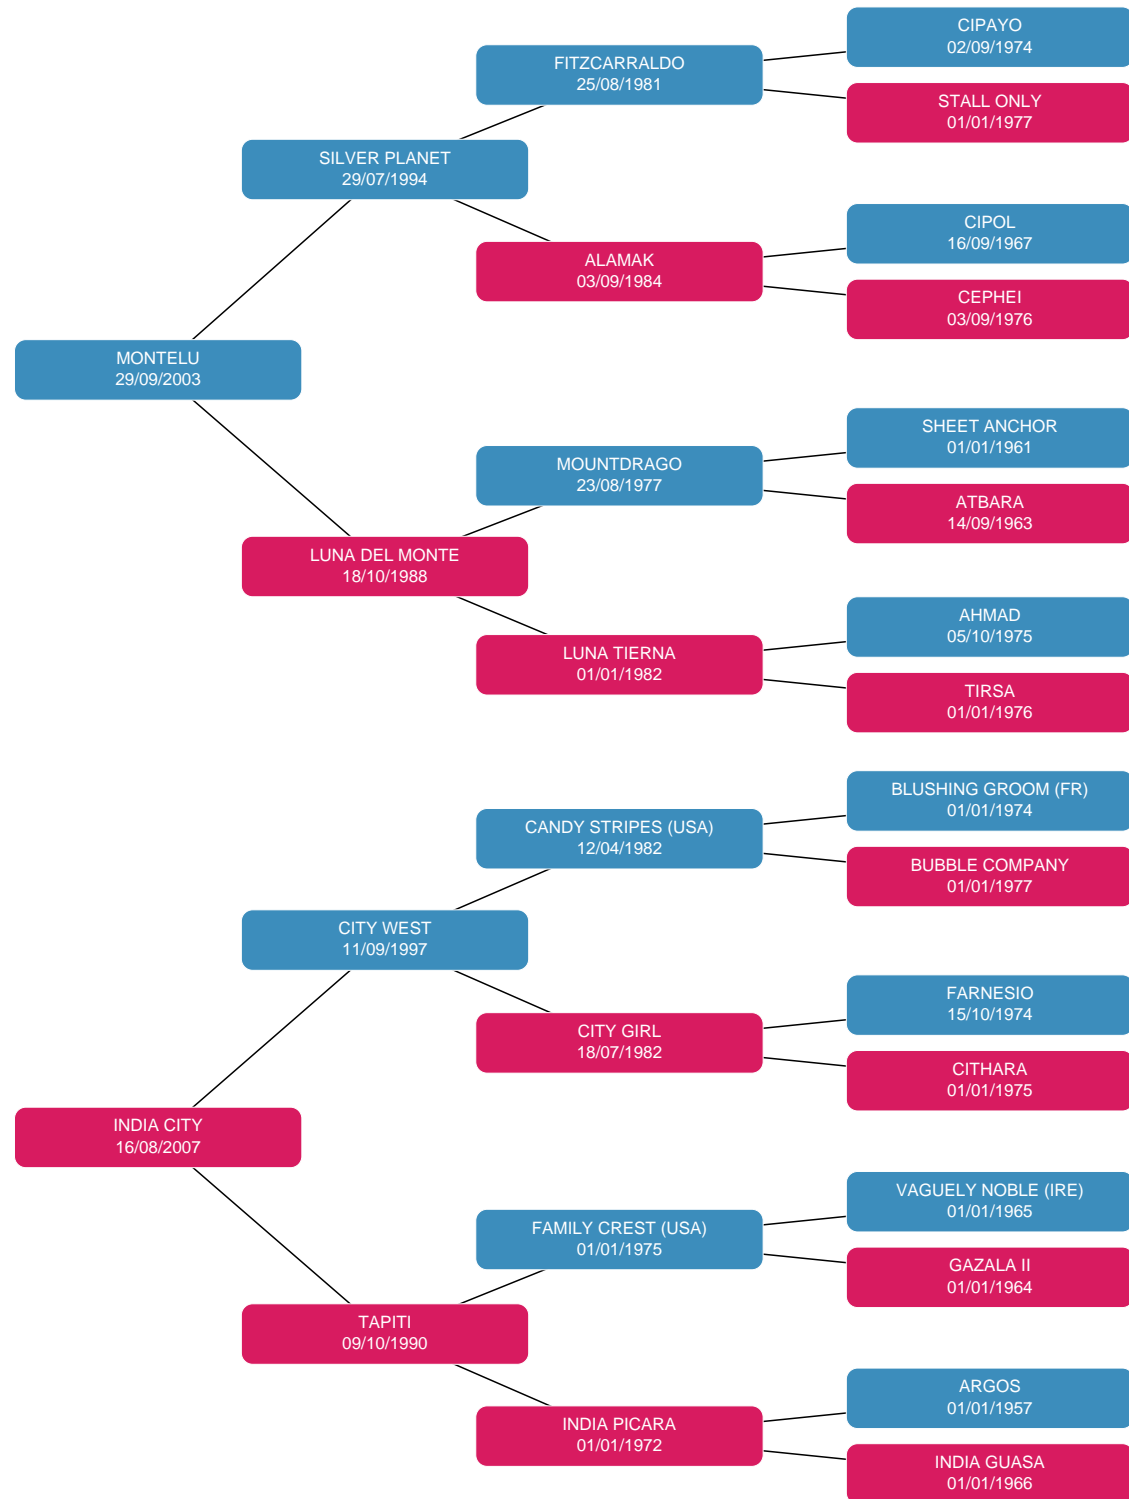 CIPAYO
02/09/1974
FITZCARRALDO
25/08/1981
STALL ONLY
01/01/1977
SILVER PLANET
29/07/1994
CIPOL
16/09/1967
ALAMAK
03/09/1984
CEPHEI
03/09/1976
MONTELU
29/09/2003
SHEET ANCHOR
01/01/1961
MOUNTDRAGO
23/08/1977
ATBARA
14/09/1963
LUNA DEL MONTE
18/10/1988
AHMAD
05/10/1975
LUNA TIERNA
01/01/1982
TIRSA
01/01/1976
BLUSHING GROOM (FR)
01/01/1974
CANDY STRIPES (USA)
12/04/1982
BUBBLE COMPANY
01/01/1977
CITY WEST
11/09/1997
FARNESIO
15/10/1974
CITY GIRL
18/07/1982
CITHARA
01/01/1975
INDIA CITY
16/08/2007
VAGUELY NOBLE (IRE)
01/01/1965
FAMILY CREST (USA)
01/01/1975
GAZALA II
01/01/1964
TAPITI
09/10/1990
ARGOS
01/01/1957
INDIA PICARA
01/01/1972
INDIA GUASA
01/01/1966